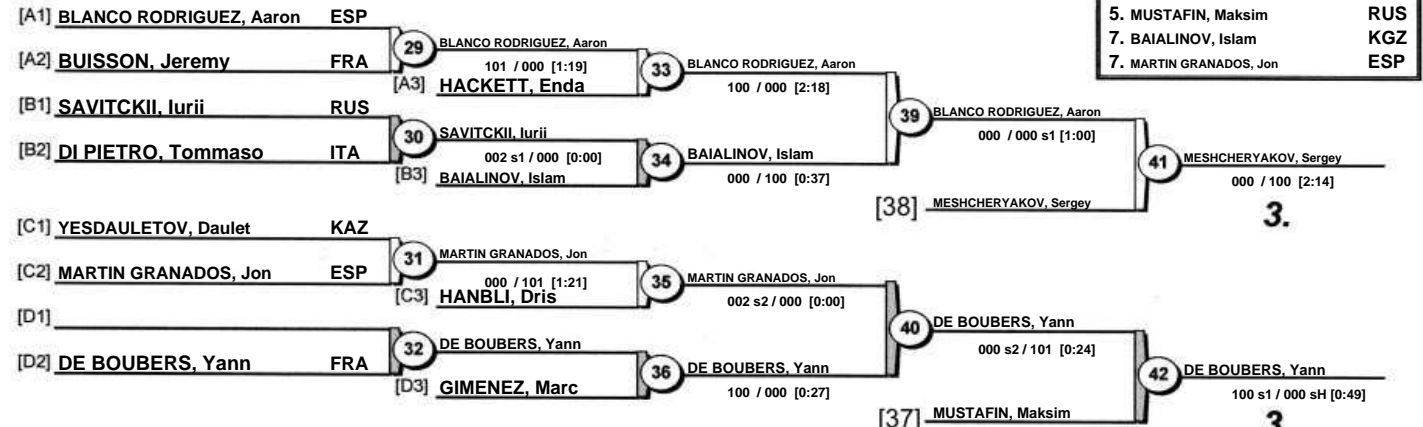 [A1] BLANCO RODRIGUEZ, Aaron ESP
[A2] BUISSON, Jeremy FRA
29
BLANCO RODRIGUEZ, Aaron
101 / 000 [1:19]
[A3] HACKETT, Enda
33
BLANCO RODRIGUEZ, Aaron
100 / 000 [2:18]
[B1] SAVITCKII, Iurii RUS
[B2] DI PIETRO, Tommaso ITA
30
SAVITCKII, Iurii
002 s1 / 000 [0:00]
[B3] BAIALINOV, Islam
34
BAIALINOV, Islam
000 / 100 [0:37]
39
BLANCO RODRIGUEZ, Aaron
000 / 000 s1 [1:00]
[38] MESHCHERYAKOV, Sergey
41
MESHCHERYAKOV, Sergey
000 / 100 [2:14]
3.
[C1] YESDAULETOV, Daulet KAZ
[C2] MARTIN GRANADOS, Jon ESP
31
MARTIN GRANADOS, Jon
000 / 101 [1:21]
[C3] HANBLI, Dris
35
MARTIN GRANADOS, Jon
002 s2 / 000 [0:00]
[D1]
[D2] DE BOUBERS, Yann FRA
32
DE BOUBERS, Yann
[D3] GIMENEZ, Marc
36
DE BOUBERS, Yann
100 / 000 [0:27]
40
DE BOUBERS, Yann
000 s2 / 101 [0:24]
[37] MUSTAFIN, Maksim
42
DE BOUBERS, Yann
100 s1 / 000 sH [0:49]
3.
5. MUSTAFIN, Maksim RUS
7. BAIALINOV, Islam KGZ
7. MARTIN GRANADOS, Jon ESP